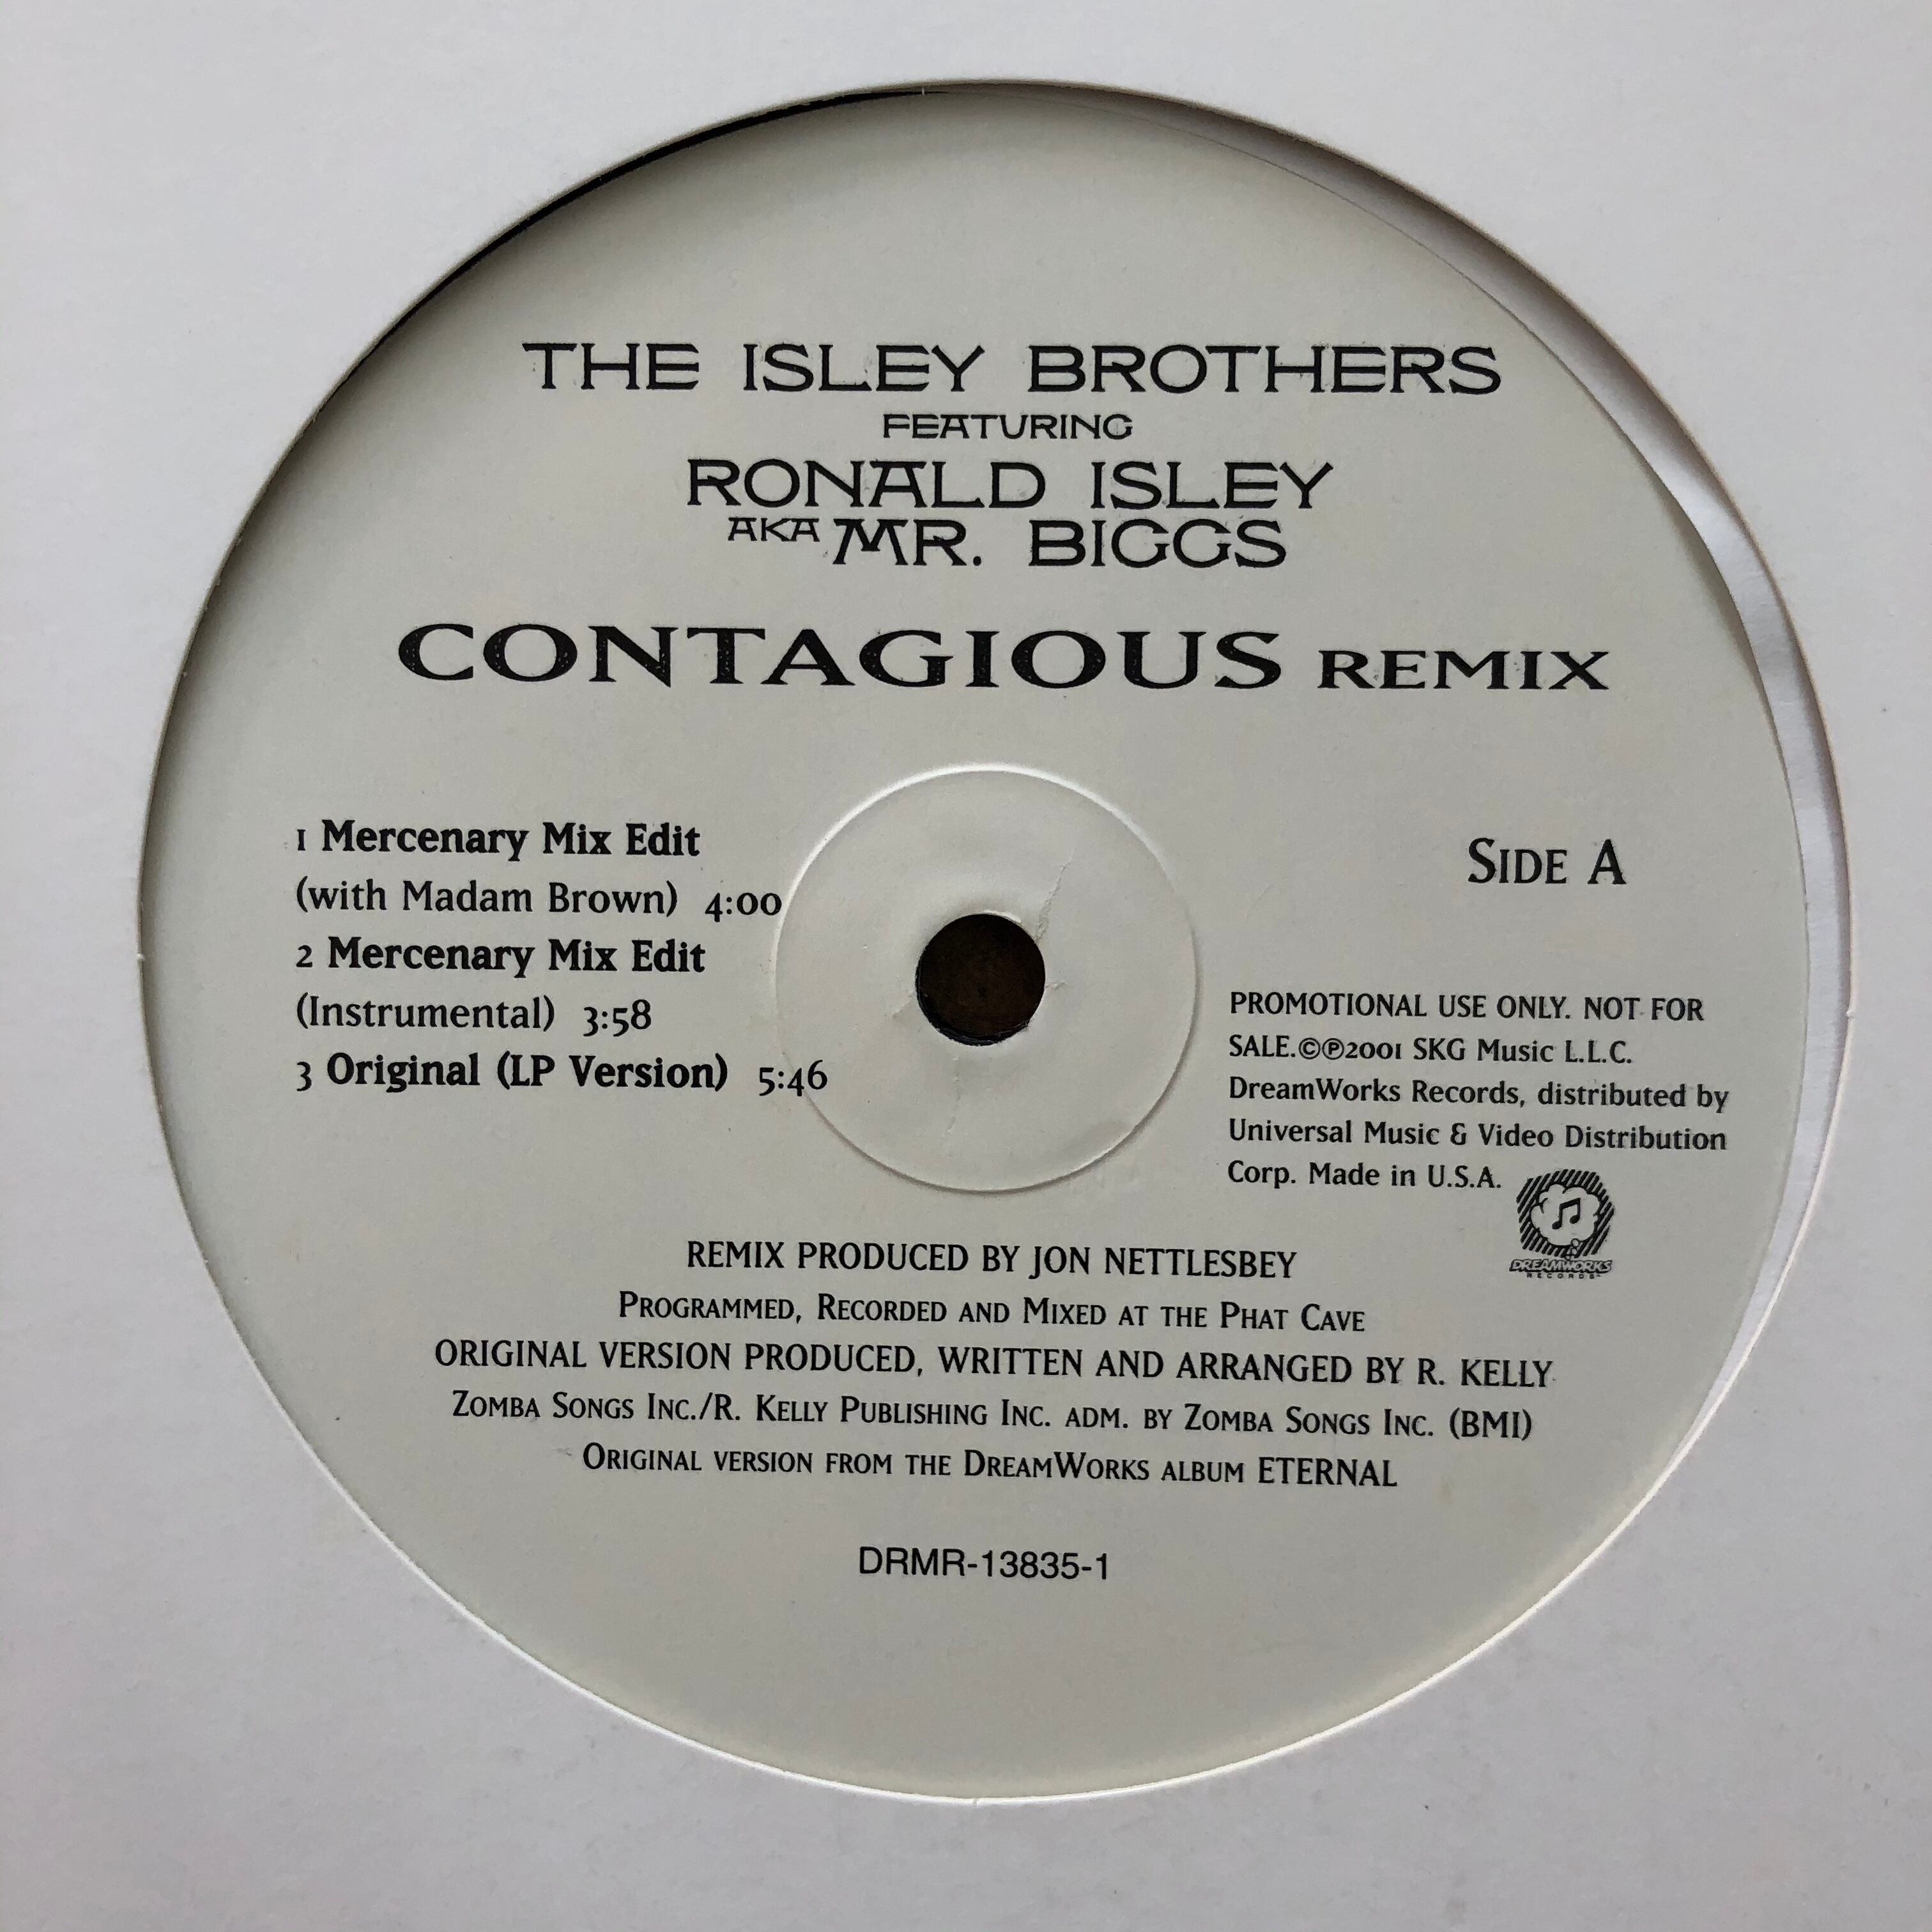 THE ISLEY BROTHERS
FEATURING
RONALD ISLEY
AKA MR. BIGGS
CONTAGIOUS REMIX
1 Mercenary Mix Edit
(with Madam Brown) 4:00
2 Mercenary Mix Edit
(Instrumental) 3:58
3 Original (LP Version) 5:46
SIDE A
PROMOTIONAL USE ONLY. NOT FOR
SALE.©℗2001 SKG Music L.L.C.
DreamWorks Records, distributed by
Universal Music & Video Distribution
Corp. Made in U.S.A.
DREAMWORKS
RECORDS
REMIX PRODUCED BY JON NETTLESBEY
PROGRAMMED, RECORDED AND MIXED AT THE PHAT CAVE
ORIGINAL VERSION PRODUCED, WRITTEN AND ARRANGED BY R. KELLY
ZOMBA SONGS INC./R. KELLY PUBLISHING INC. ADM. BY ZOMBA SONGS INC. (BMI)
ORIGINAL VERSION FROM THE DREAMWORKS ALBUM ETERNAL
DRMR-13835-1